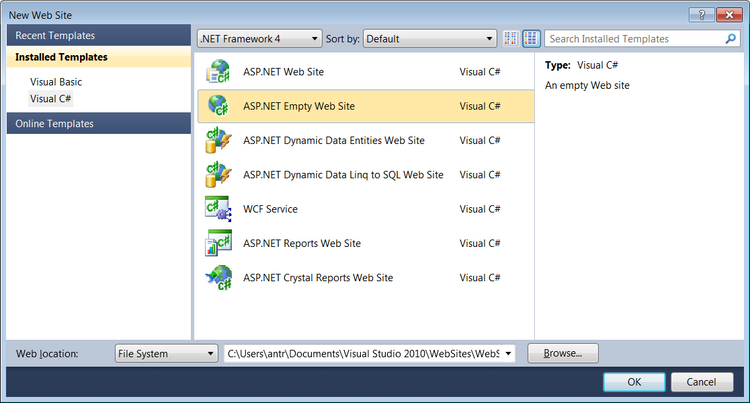 New Web Site
Recent Templates
Installed Templates
Visual Basic
Visual C#
Online Templates
.NET Framework 4 Sort by: Default Search Installed Templates
ASP.NET Web Site Visual C#
ASP.NET Empty Web Site Visual C#
ASP.NET Dynamic Data Entities Web Site Visual C#
ASP.NET Dynamic Data Linq to SQL Web Site Visual C#
WCF Service Visual C#
ASP.NET Reports Web Site Visual C#
ASP.NET Crystal Reports Web Site Visual C#
Type: Visual C#
An empty Web site
Web location: File System C:\Users\antr\Documents\Visual Studio 2010\WebSites\WebS Browse...
OK Cancel